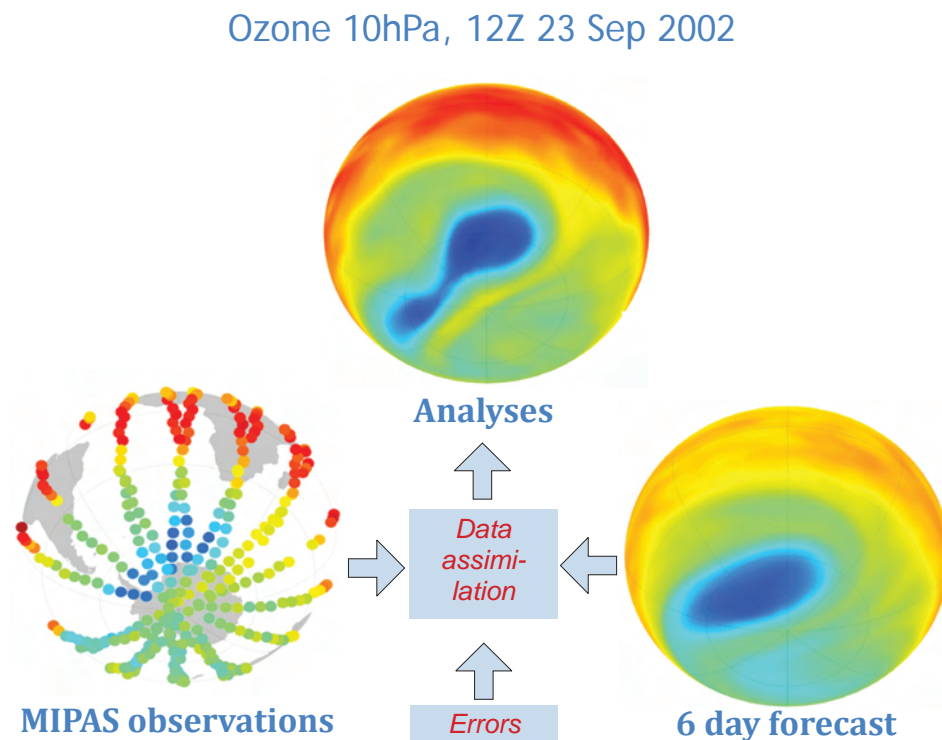 Ozone 10hPa, 12Z 23 Sep 2002
Analyses
Data
assimi-
lation
MIPAS observations
Errors
6 day forecast